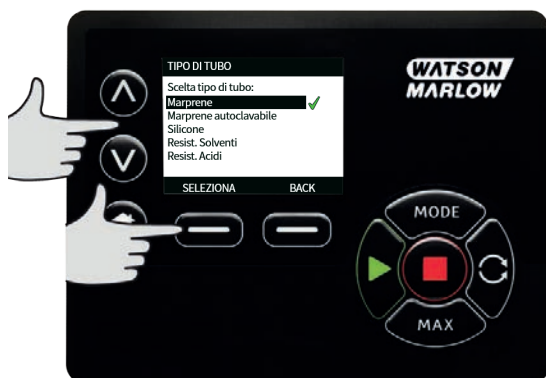 WATSON
MARLOW
TIPO DI TUBO
Scelta tipo di tubo:
Marprene
Marprene autoclavabile
Silicone
Resist. Solventi
Resist. Acidi
SELEZIONA BACK
MODE
MAX